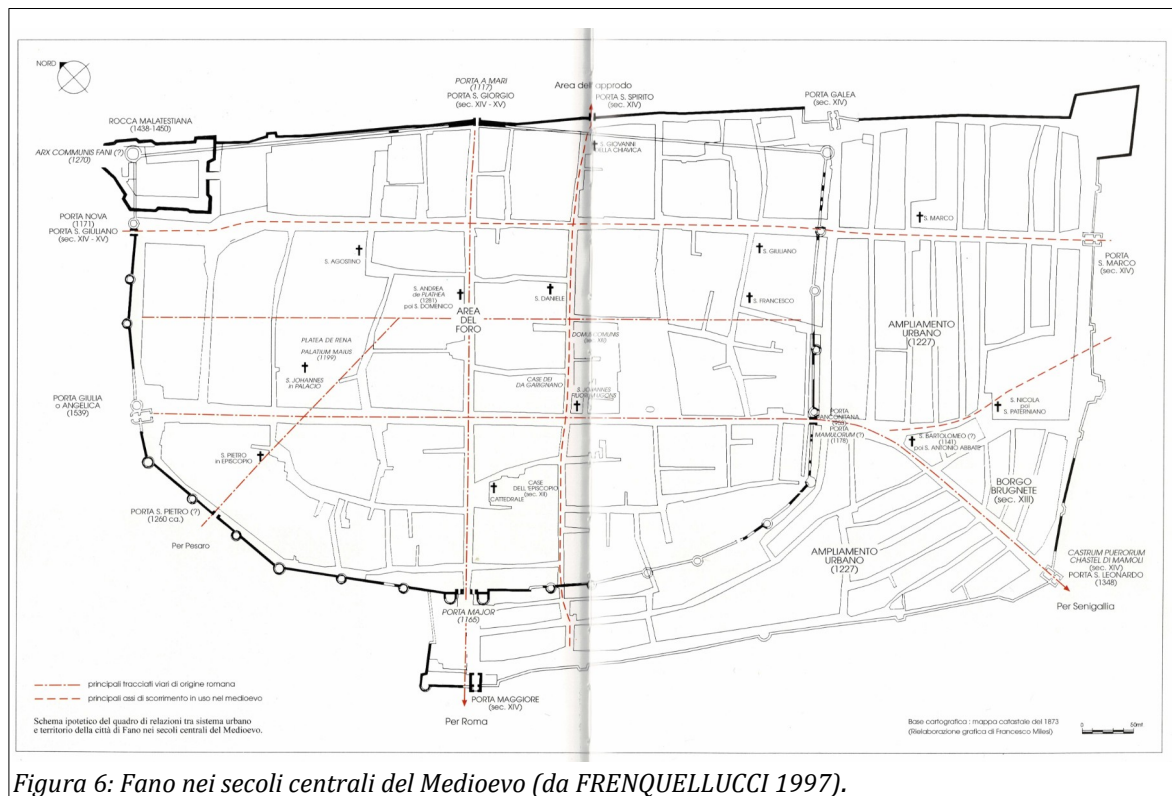 NORD
PORTA A MARI
(1117)
PORTA S. GIORGIO
(sec. XIV - XV)
Area dell'approdo
PORTA S. SPIRITO
(sec. XIV)
PORTA GALEA
(sec. XIV)
ROCCA MALATESTIANA
(1438-1450)
ARX COMMUNIS FANI (?)
(1270)
S. GIOVANNI
DELLA CHIAVICA
PORTA NOVA
(1171)
PORTA S. GIULIANO
(sec. XIV - XV)
S. MARCO
PORTA
S. MARCO
(sec. XIV)
S. AGOSTINO
S. GIULIANO
S. ANDREA
de PLATHEA
(1281)
poi S. DOMENICO
S. DANIELE
S. FRANCESCO
AREA
DEL
FORO
AMPLIAMENTO
URBANO
(1227)
PLATEA DE RENA
PALATIUM MAIUS
(1199)
S. JOHANNES
in PALACIO
DOMUS COMUNIS
(sec. XII)
CASE DEI
DA CARIGNANO
S. JOHANNES
PORTA GIULIA
o ANGELICA
(1539)
S. NICOLA
poi
S. PATERNIANO
PORTA
MAMULORUM (?)
(1178)
S. BARTOLOMEO (?)
(1141)
poi S. ANTONIO ABBATE
S. PIETRO
in EPISCOPIO
CASE
DELL'EPISCOPIO
(sec. XII)
CATTEDRALE
BORGO
BRUGNETE
(sec. XIII)
PORTA S. PIETRO (?)
(1260 ca.)
Per Pesaro
AMPLIAMENTO
URBANO
(1227)
CASTRUM PUERORUM
CHASTEL DI MAMOLI
(sec. XIV)
PORTA S. LEONARDO
(1348)
Per Senigallia
PORTA MAJOR
(1165)
PORTA MAGGIORE
(sec. XIV)
Per Roma
principali tracciati viari di origine romana
principali assi di scorrimento in uso nel medioevo
Schema ipotetico del quadro di relazioni tra sistema urbano
e territorio della città di Fano nei secoli centrali del Medioevo.
Base cartografica : mappa catastale del 1873
(Rielaborazione grafica di Francesco Milesi)
0 50mt
Figura 6: Fano nei secoli centrali del Medioevo (da FRENQUELLUCCI 1997).